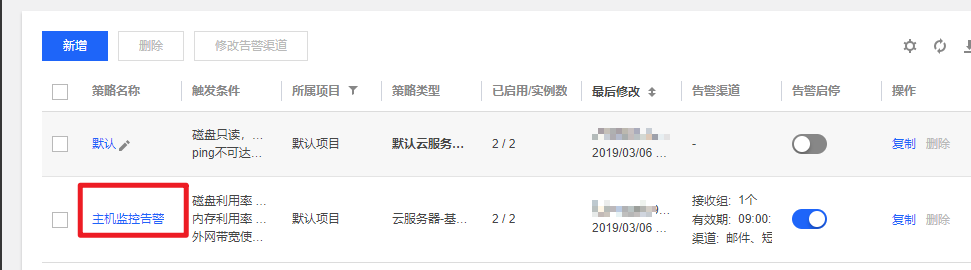 新增 删除 修改告警渠道
策略名称 触发条件 所属项目 策略类型 已启用/实例数 最后修改 告警渠道 告警启停 操作
默认 磁盘只读，... ping不可达... 默认项目 默认云服务... 2 / 2 2019/03/06 ... - 复制 删除
主机监控告警 磁盘利用率 ... 内存利用率 ... 外网带宽使... 默认项目 云服务器-基... 2 / 2 2019/03/06 ... 接收组: 1个 有效期: 09:00: 渠道: 邮件、短 复制 删除